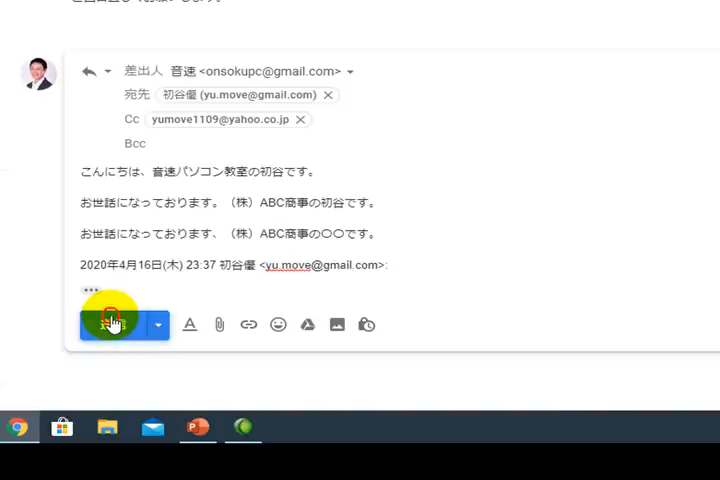 差出人 音速 <onsokupc@gmail.com>
宛先 初谷優 (yu.move@gmail.com)
Cc yumove1109@yahoo.co.jp
Bcc
こんにちは、音速パソコン教室の初谷です。
お世話になっております。（株）ABC商事の初谷です。
お世話になっております、（株）ABC商事の〇〇です。
2020年4月16日(木) 23:37 初谷優 <yu.move@gmail.com>: